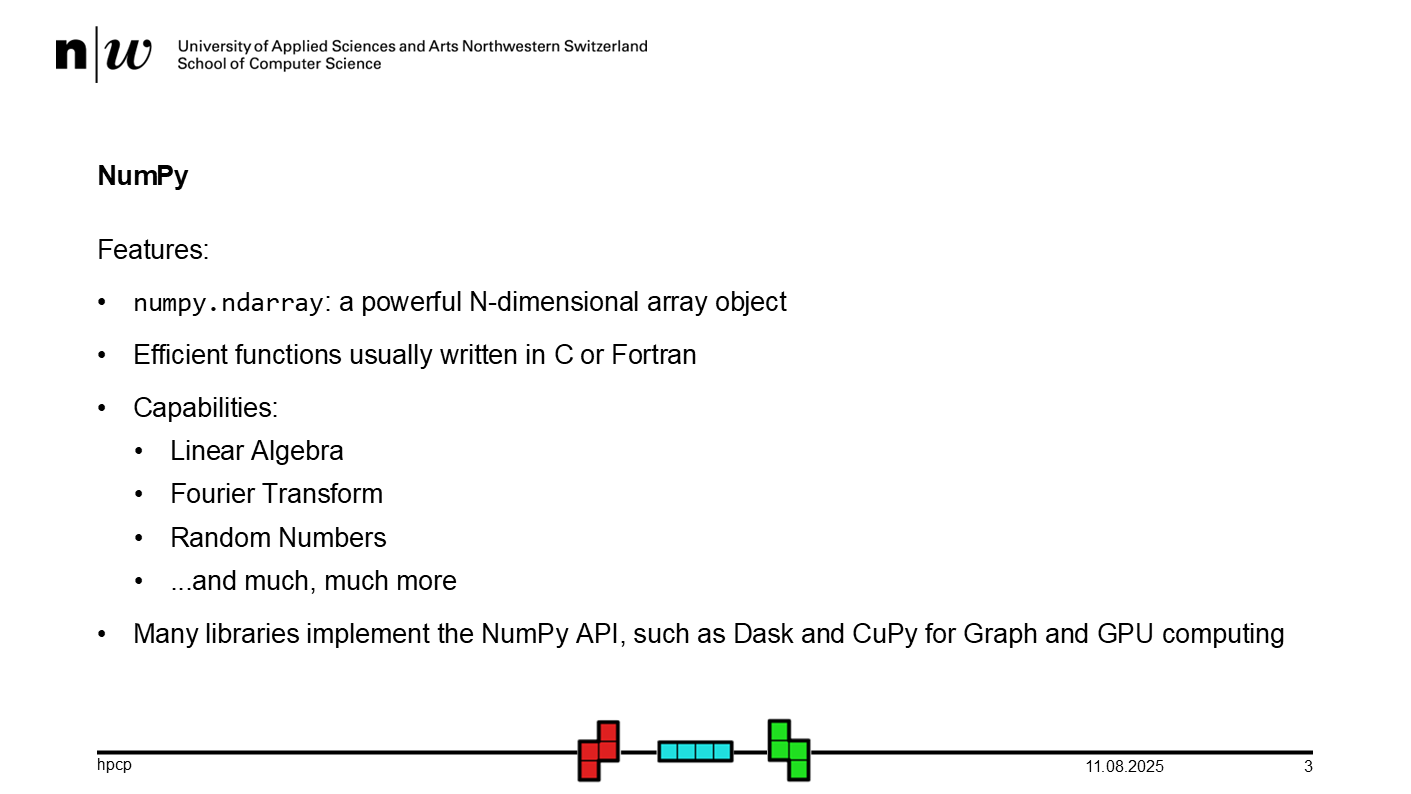 n|w University of Applied Sciences and Arts Northwestern Switzerland
School of Computer Science
NumPy
Features:
• numpy.ndarray: a powerful N-dimensional array object
• Efficient functions usually written in C or Fortran
• Capabilities:
• Linear Algebra
• Fourier Transform
• Random Numbers
• ...and much, much more
• Many libraries implement the NumPy API, such as Dask and CuPy for Graph and GPU computing
hpcp 11.08.2025 3